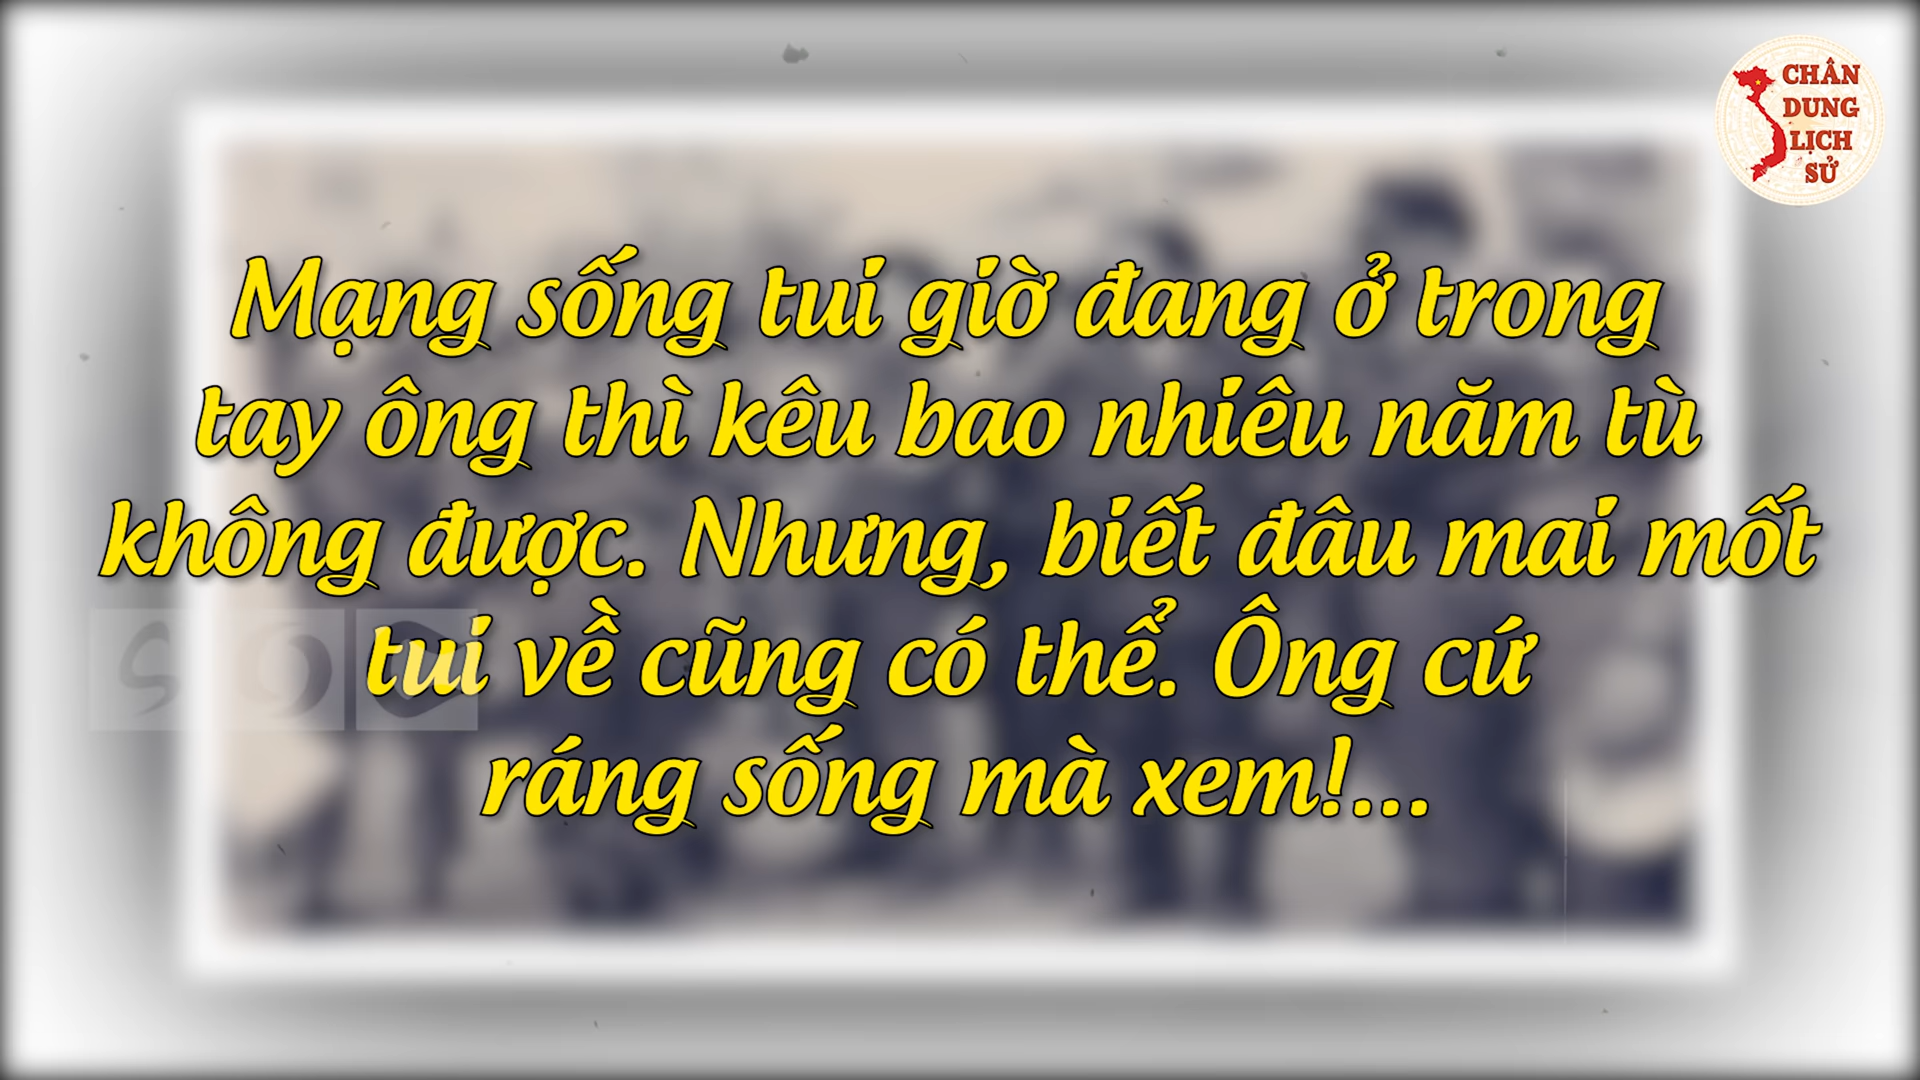 CHÂN
DUNG
LỊCH
SỬ
Mạng sống tui giờ đang ở trong
tay ông thì kêu bao nhiêu năm tù
không được. Nhưng, biết đâu mai mốt
tui về cũng có thể. Ông cứ
ráng sống mà xem!...